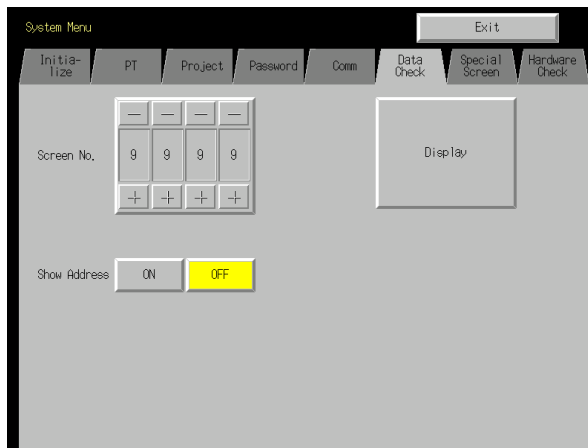 System Menu
Exit
Initia-
lize
PT
Project
Password
Comm
Data
Check
Special
Screen
Hardware
Check
— — — —
Screen No.
9 9 9 9
+ + + +
Display
Show Address
ON
OFF